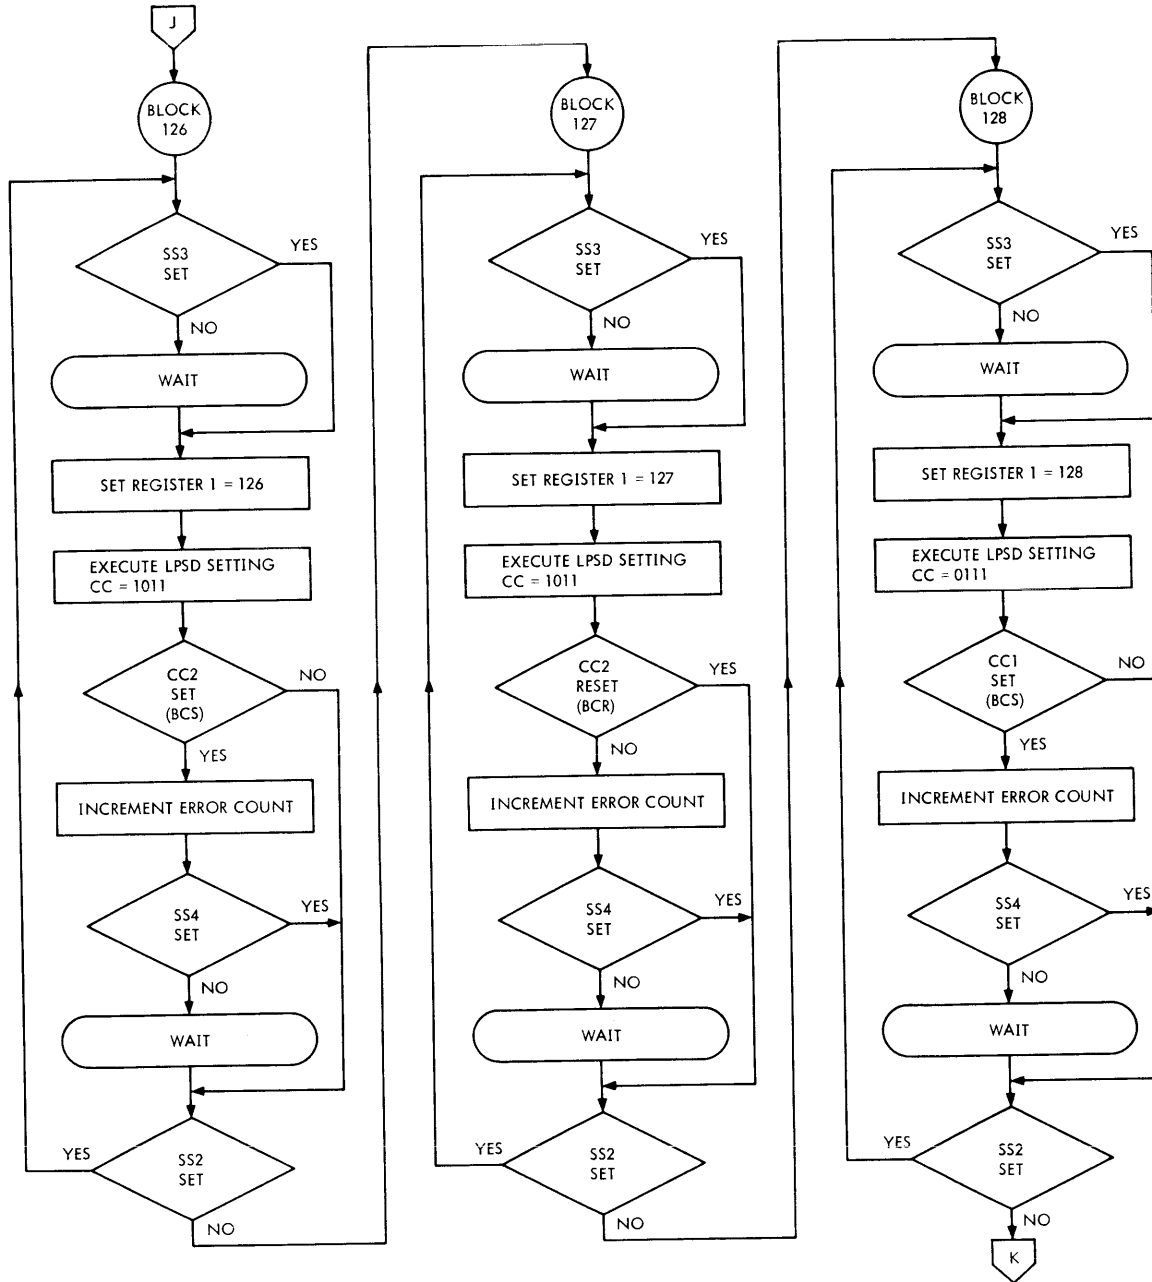 J
BLOCK
126
SS3
SET
YES
NO
WAIT
SET REGISTER 1 = 126
EXECUTE LPSD SETTING
CC = 1011
CC2
SET
(BCS)
NO
YES
INCREMENT ERROR COUNT
SS4
SET
YES
NO
WAIT
YES
SS2
SET
NO
BLOCK
127
SS3
SET
YES
NO
WAIT
SET REGISTER 1 = 127
EXECUTE LPSD SETTING
CC = 1011
CC2
RESET
(BCR)
YES
NO
INCREMENT ERROR COUNT
SS4
SET
YES
NO
WAIT
YES
SS2
SET
NO
BLOCK
128
SS3
SET
YES
NO
WAIT
SET REGISTER 1 = 128
EXECUTE LPSD SETTING
CC = 0111
CC1
SET
(BCS)
NO
YES
INCREMENT ERROR COUNT
SS4
SET
YES
NO
WAIT
YES
SS2
SET
NO
K